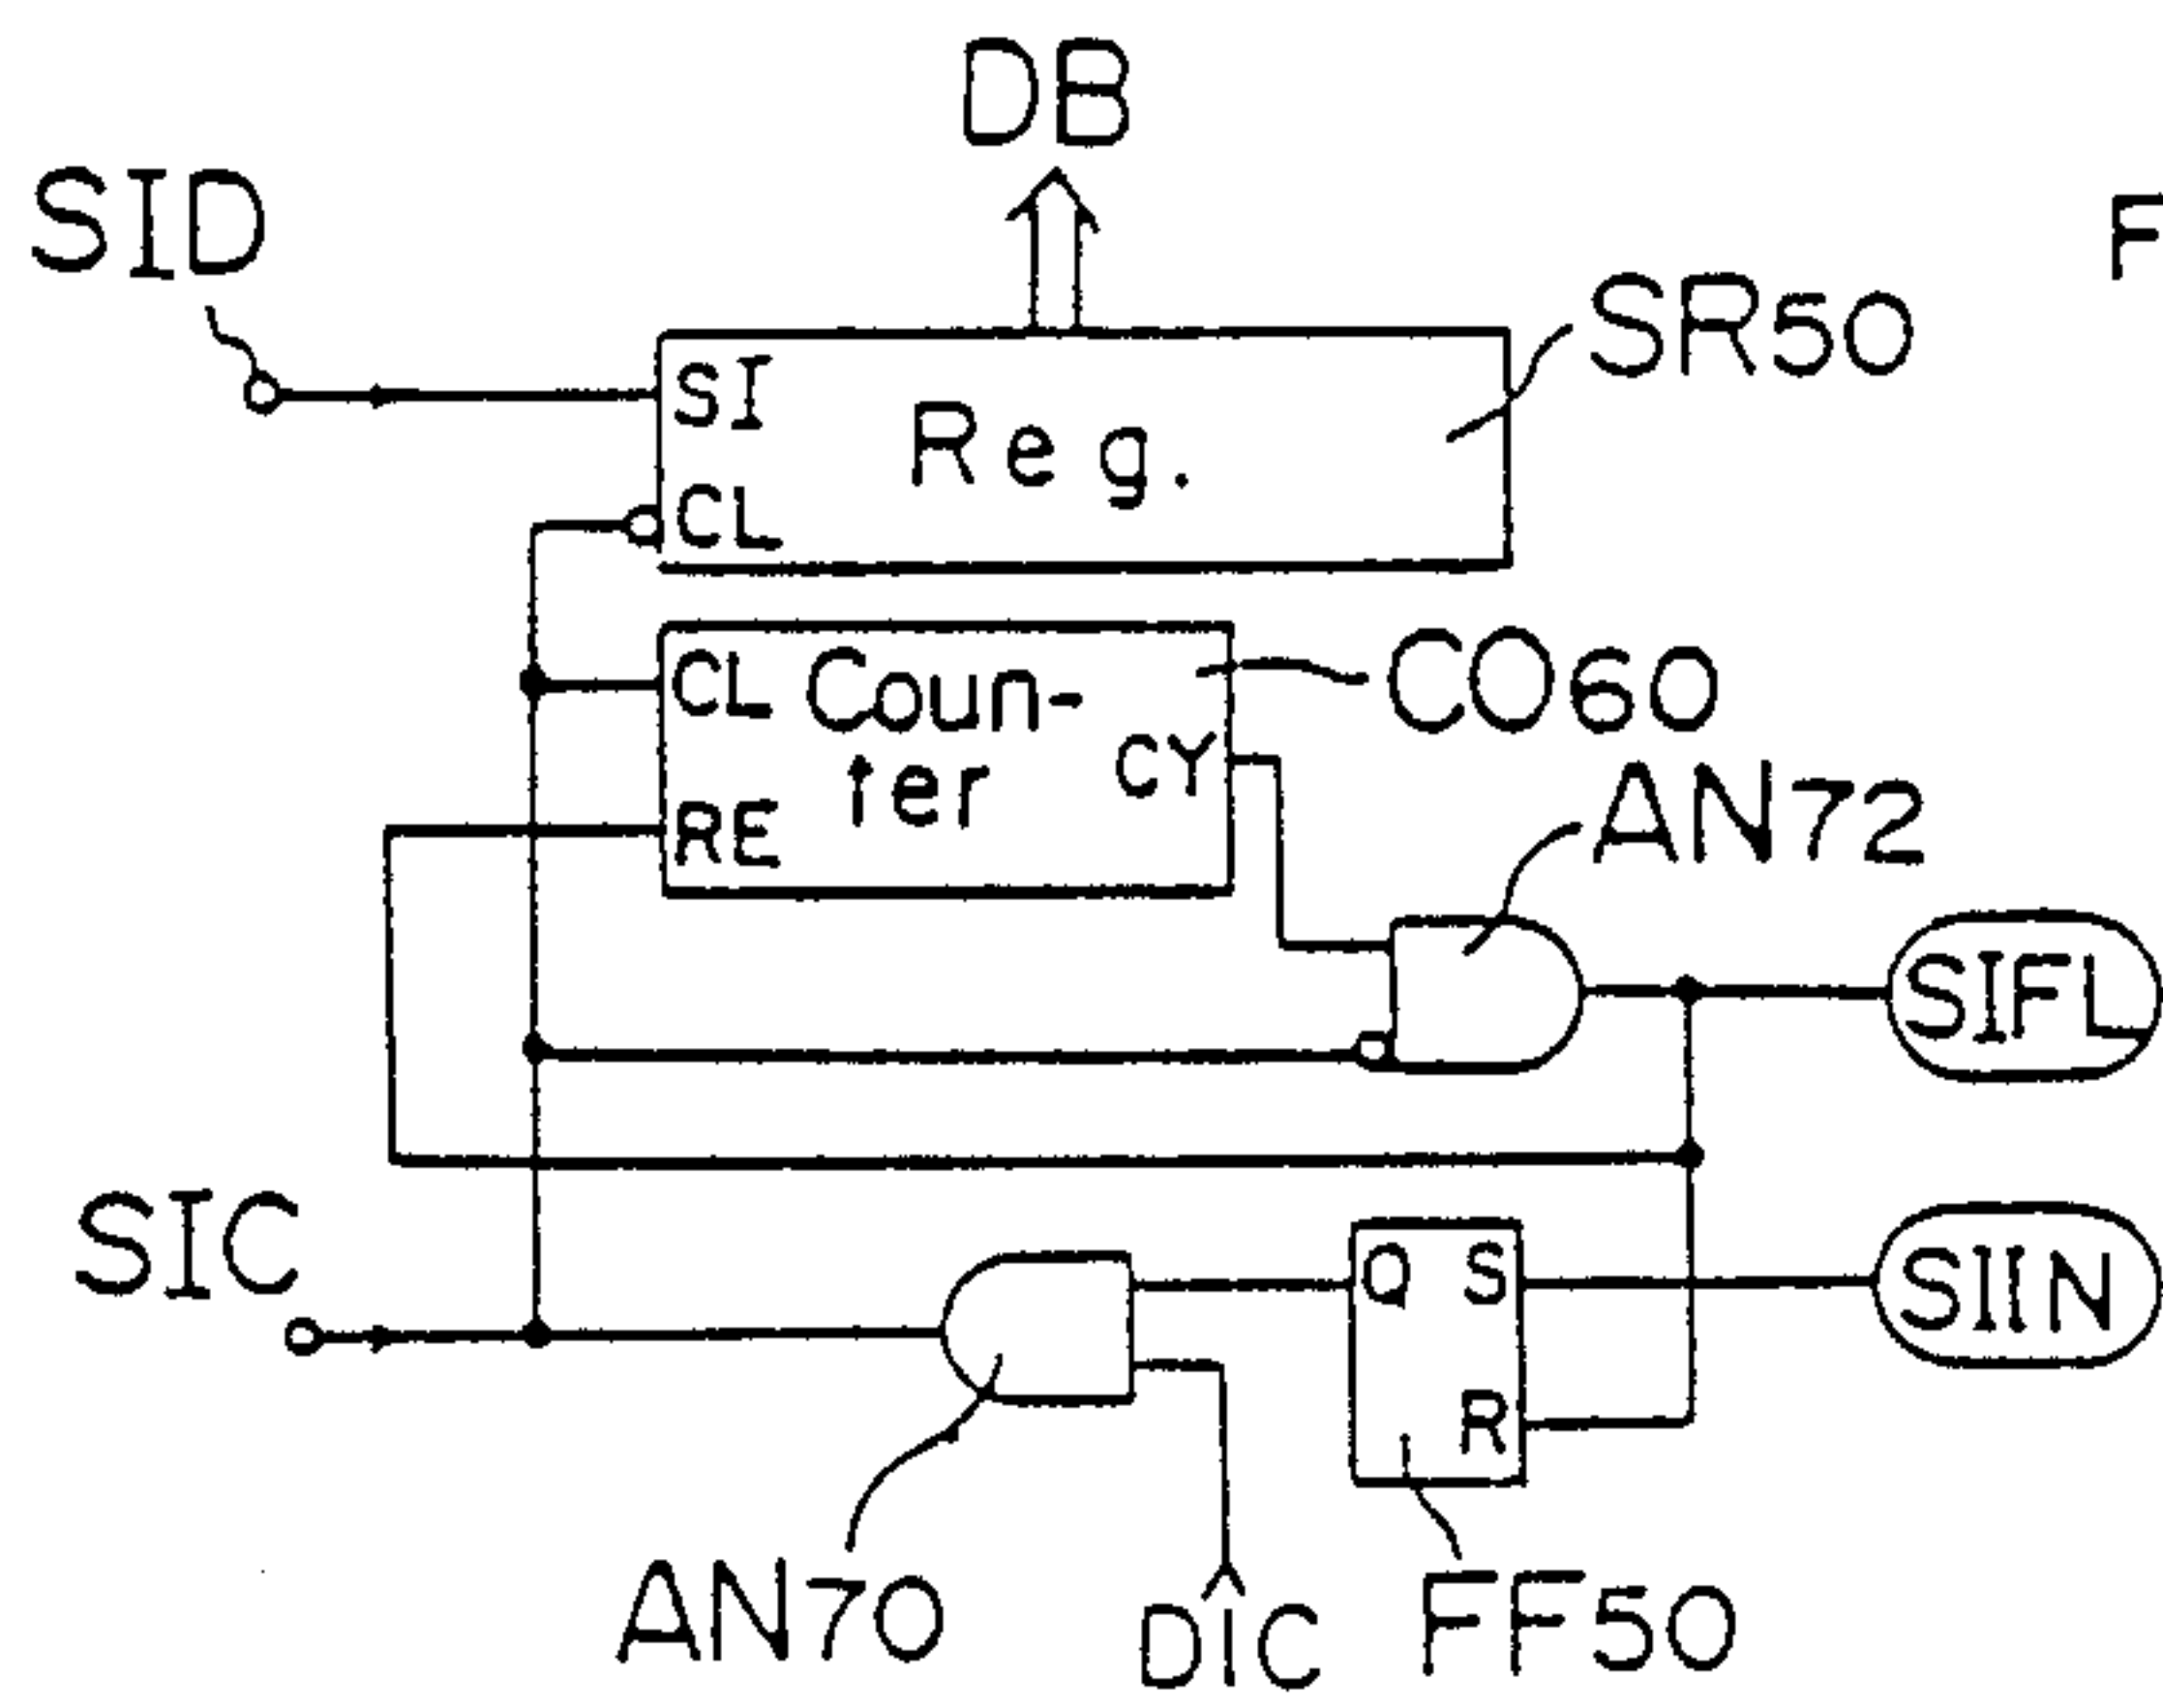 DB
SID
F
SR50
SI
Reg.
CL
CL Coun-
ter
CY
RE
CO60
AN72
SIFL
SIC
Q S
R
SIIN
AN70
DIC
FF50